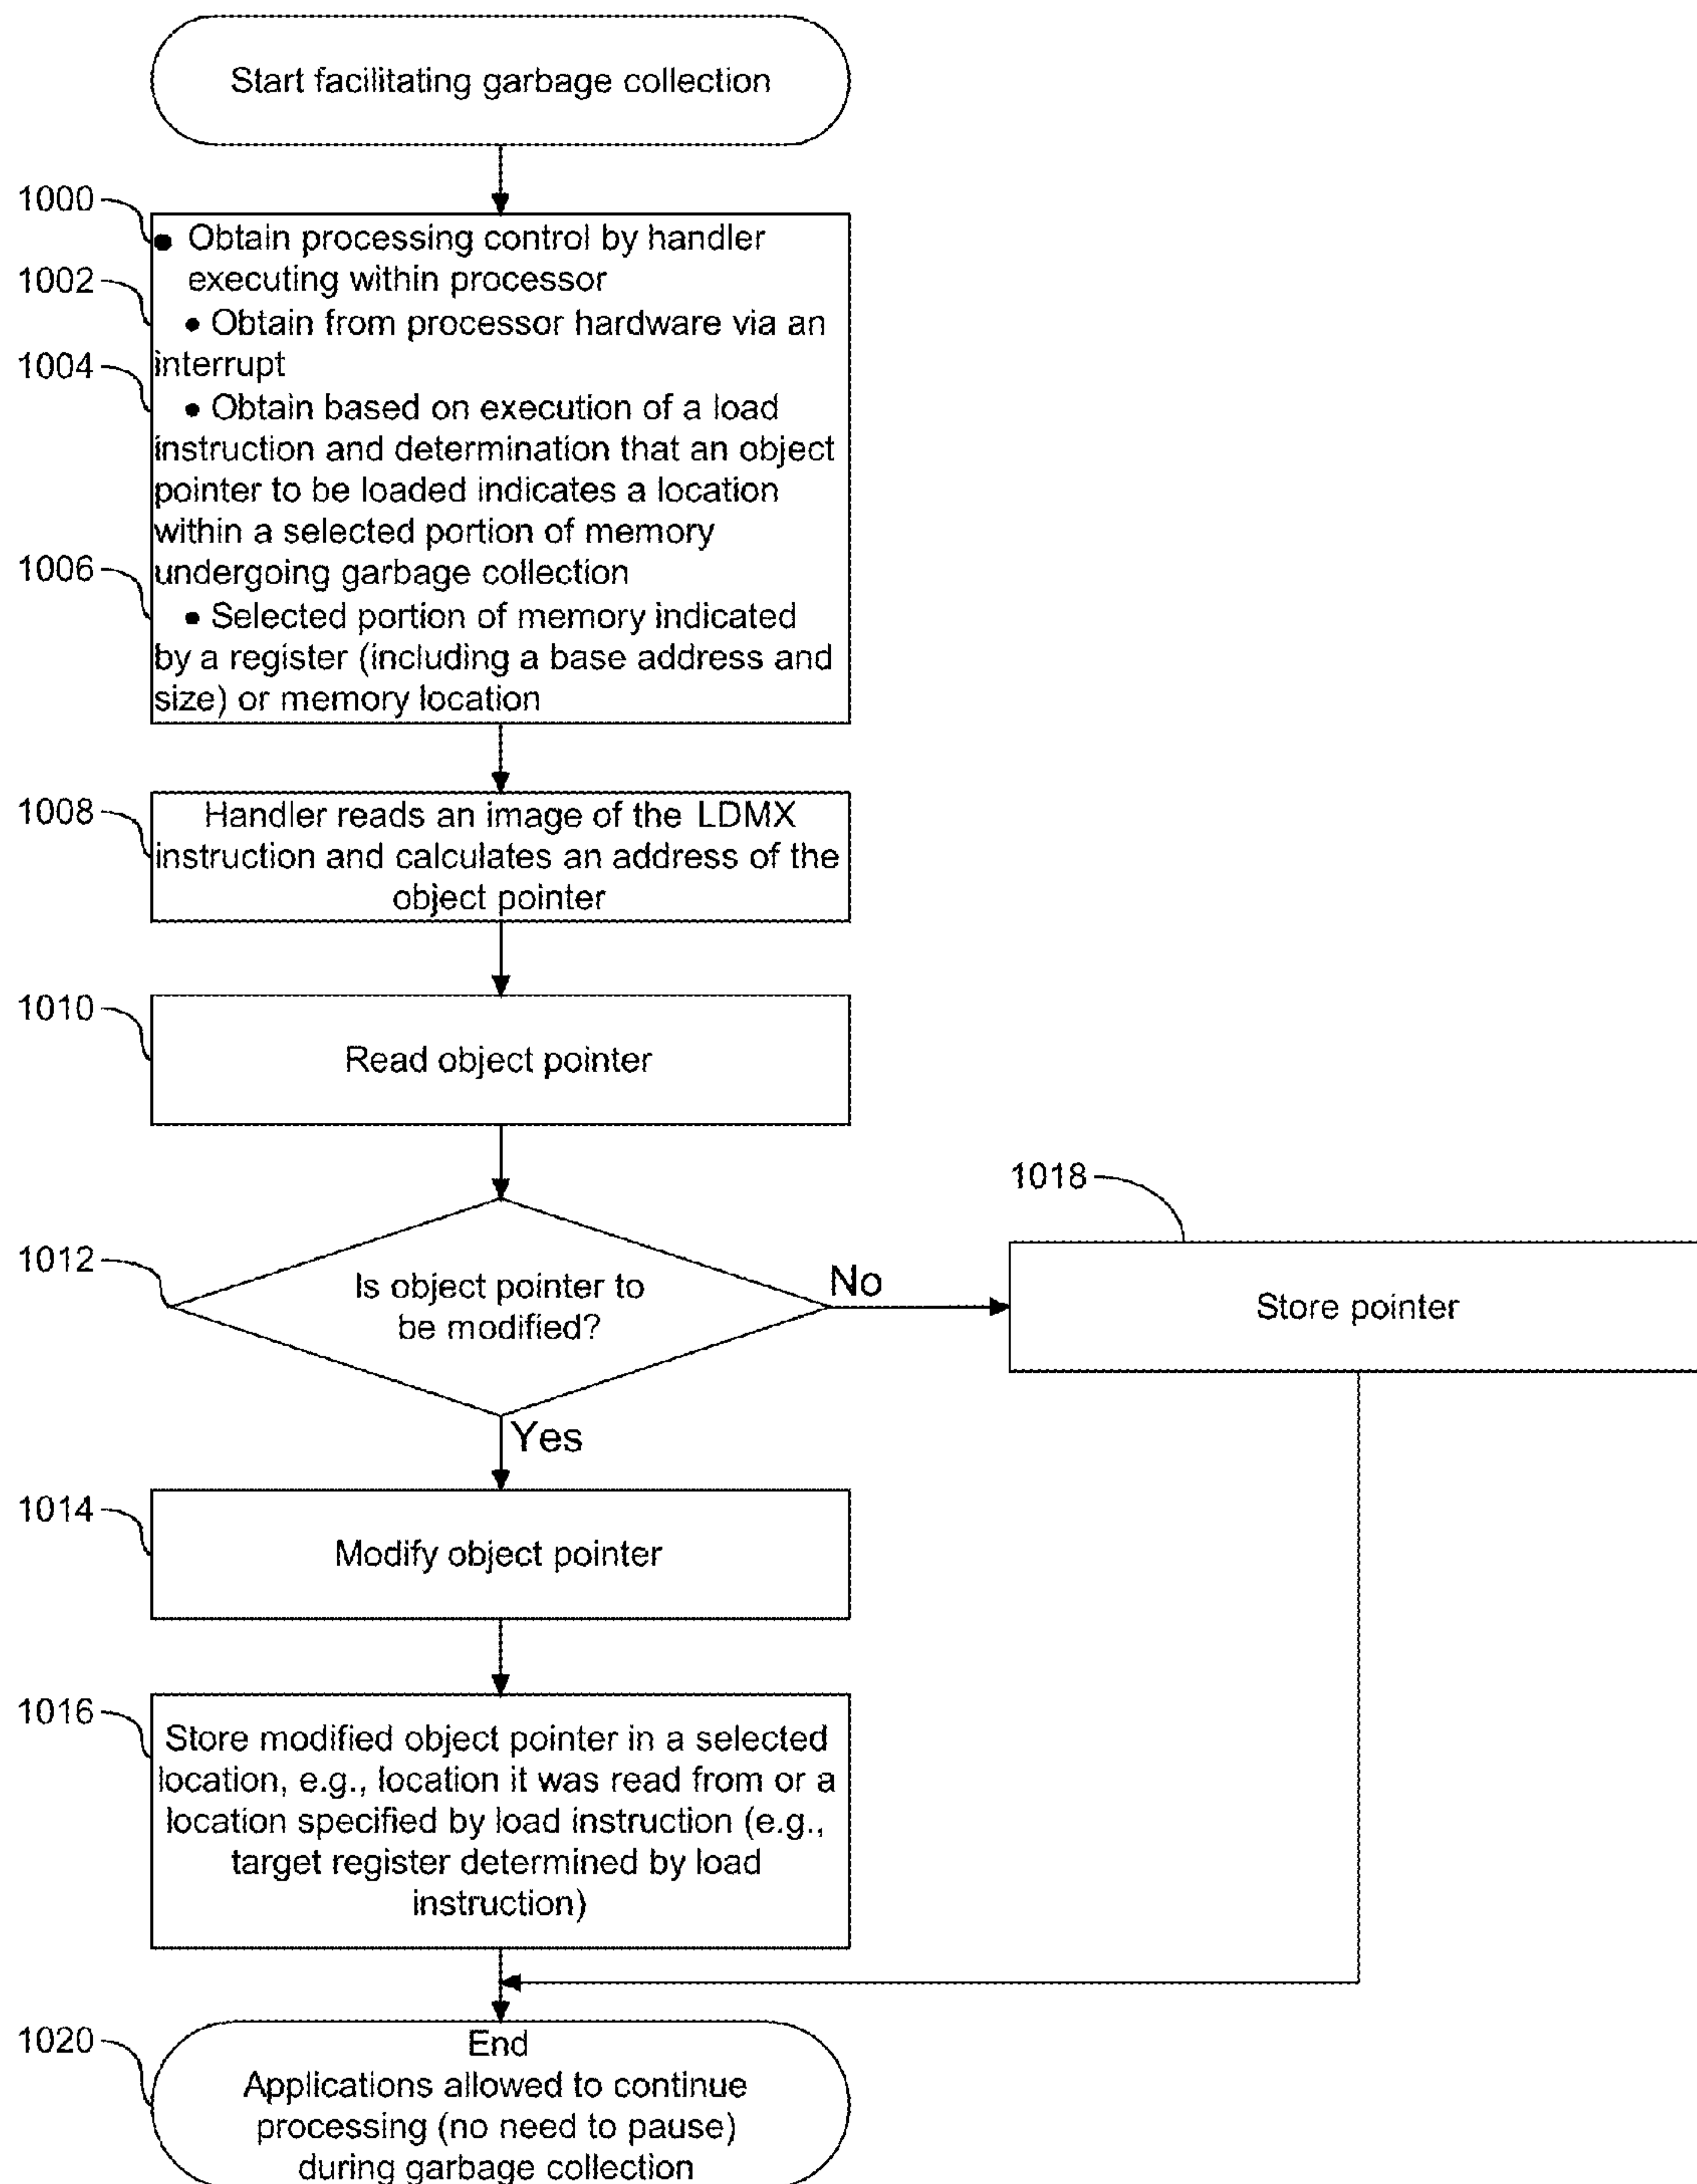 Start facilitating garbage collection
1000
• Obtain processing control by handler
executing within processor
1002
• Obtain from processor hardware via an
interrupt
1004
• Obtain based on execution of a load
instruction and determination that an object
pointer to be loaded indicates a location
within a selected portion of memory
undergoing garbage collection
1006
• Selected portion of memory indicated
by a register (including a base address and
size) or memory location
1008
Handler reads an image of the LDMX
instruction and calculates an address of the
object pointer
1010
Read object pointer
1012
Is object pointer to
be modified?
No
1018
Store pointer
Yes
1014
Modify object pointer
1016
Store modified object pointer in a selected
location, e.g., location it was read from or a
location specified by load instruction (e.g.,
target register determined by load
instruction)
1020
End
Applications allowed to continue
processing (no need to pause)
during garbage collection